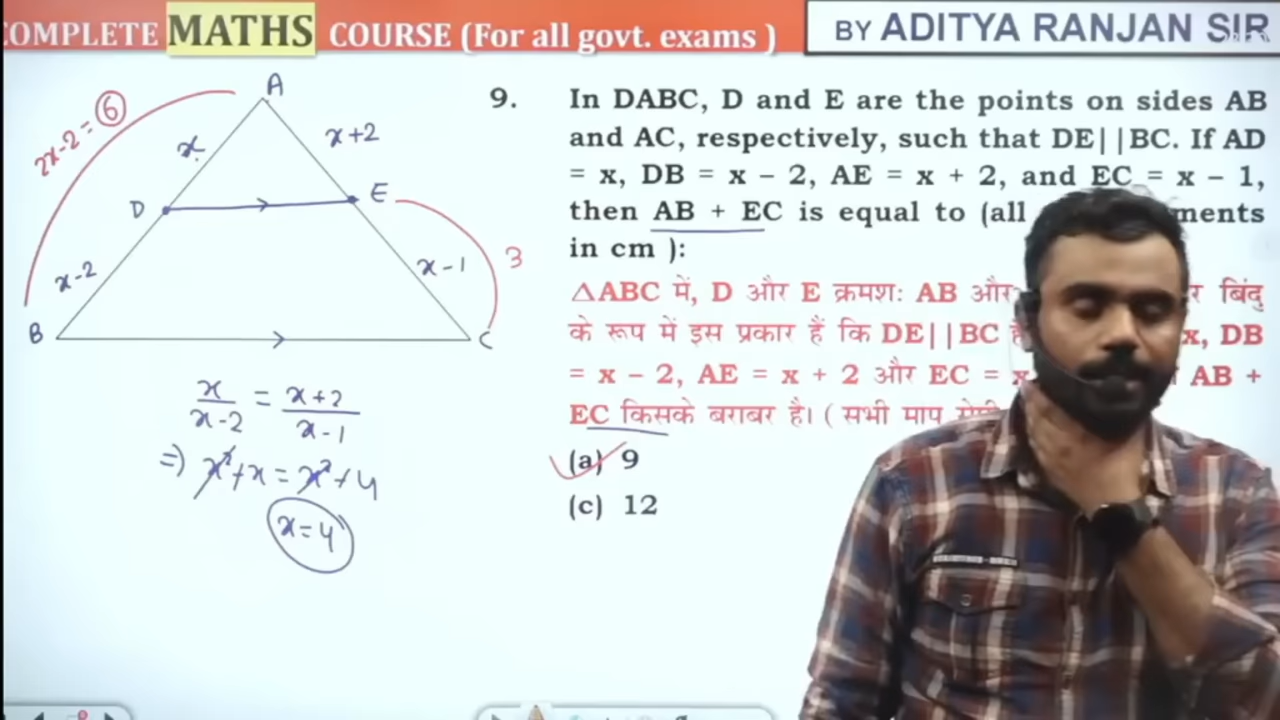 COMPLETE MATHS COURSE (For all govt. exams )
BY ADITYA RANJAN SIR
A
2x-2=6
x
x+2
D
E
x-2
x-1
3
B
C
x/x-2 = x+2/x-1
=> x²+x = x²+4
x=4
9. In DABC, D and E are the points on sides AB
and AC, respectively, such that DE||BC. If AD
= x, DB = x – 2, AE = x + 2, and EC = x – 1,
then AB + EC is equal to (all ments
in cm ):
△ABC में, D और E क्रमशः AB और बिंदु
के रूप में इस प्रकार हैं कि DE||BC x, DB
= x – 2, AE = x + 2 और EC = x AB +
EC किसके बराबर है। ( सभी माप
(a) 9
(c) 12